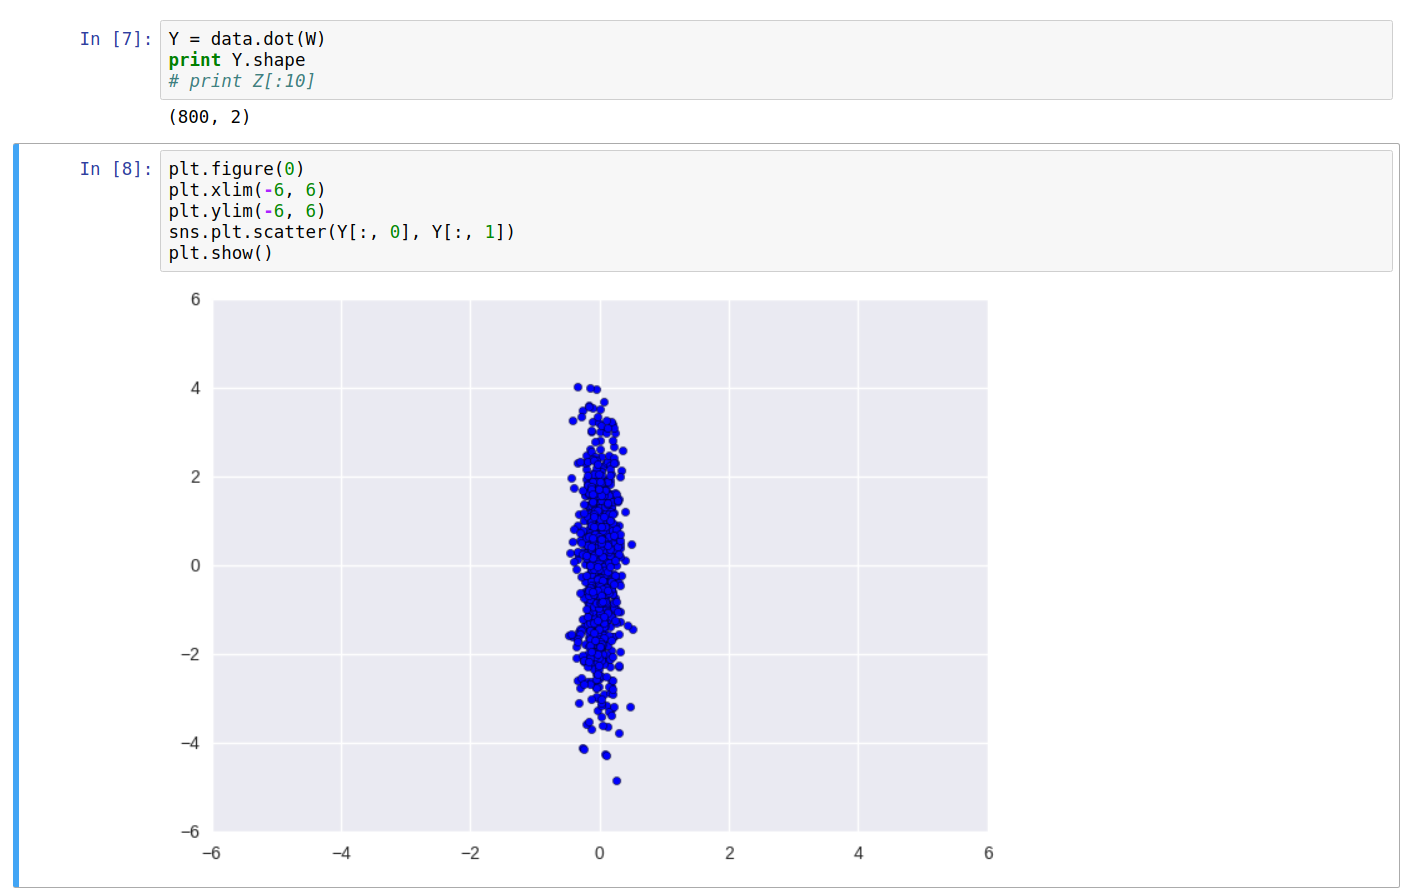 In [7]: Y = data.dot(W)
print Y.shape
# print Z[:10]
(800, 2)
In [8]: plt.figure(0)
plt.xlim(-6, 6)
plt.ylim(-6, 6)
sns.plt.scatter(Y[:, 0], Y[:, 1])
plt.show()
6
4
2
0
−2
−4
−6
−6 −4 −2 0 2 4 6